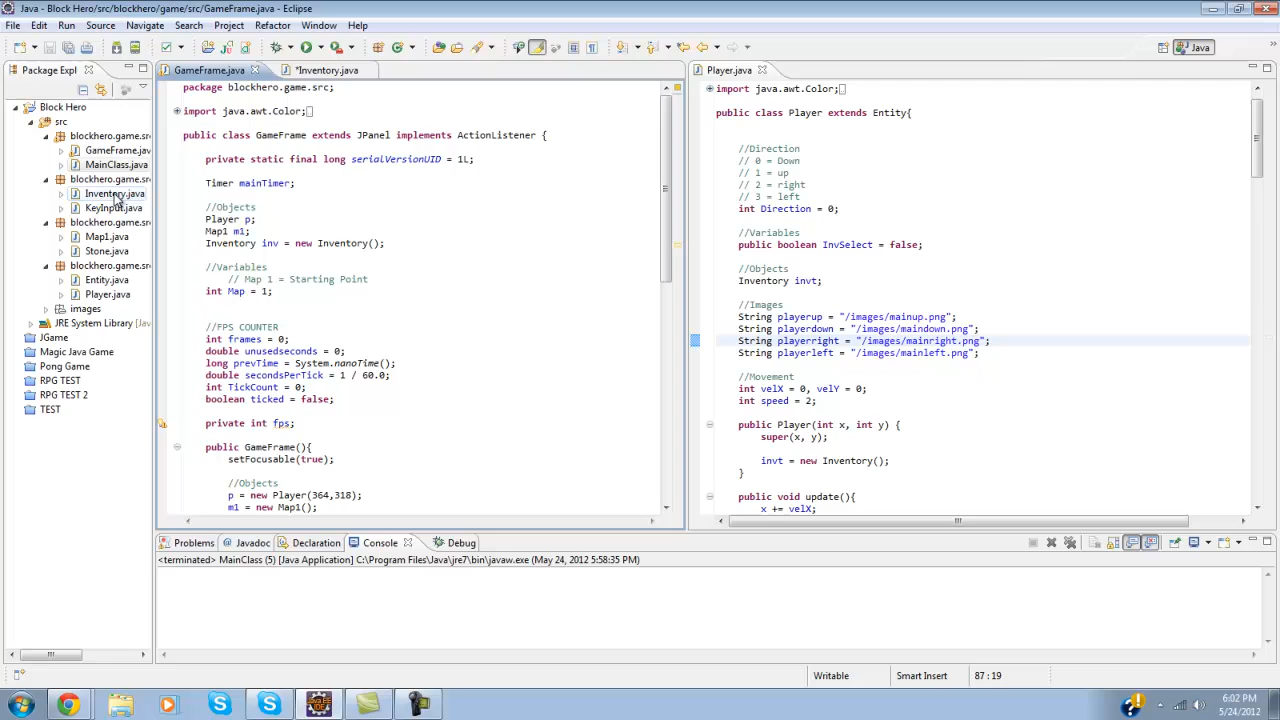 Java - Block Hero/src/blockhero/game/src/GameFrame.java - Eclipse
File Edit Run Source Navigate Search Project Refactor Window Help
Java
Package Expl
GameFrame.java
*Inventory.java
Player.java
Block Hero
src
blockhero.game.sr
GameFrame.jav
MainClass.java
blockhero.game.sr
Inventory.java
KeyInput.java
blockhero.game.sr
Map1.java
Stone.java
blockhero.game.sr
Entity.java
Player.java
images
JRE System Library [Jav
JGame
Magic Java Game
Pong Game
RPG TEST
RPG TEST 2
TEST
package blockhero.game.src;
import java.awt.Color;
public class GameFrame extends JPanel implements ActionListener {
private static final long serialVersionUID = 1L;
Timer mainTimer;
//Objects
Player p;
Map1 m1;
Inventory inv = new Inventory();
//Variables
// Map 1 = Starting Point
int Map = 1;
//FPS COUNTER
int frames = 0;
double unusedseconds = 0;
long prevTime = System.nanoTime();
double secondsPerTick = 1 / 60.0;
int TickCount = 0;
boolean ticked = false;
private int fps;
public GameFrame(){
setFocusable(true);
//Objects
p = new Player(364,318);
m1 = new Map1();
import java.awt.Color;
public class Player extends Entity{
//Direction
// 0 = Down
// 1 = up
// 2 = right
// 3 = left
int Direction = 0;
//Variables
public boolean InvSelect = false;
//Objects
Inventory invt;
//Images
String playerup = "/images/mainup.png";
String playerdown = "/images/maindown.png";
String playerright = "/images/mainright.png";
String playerleft = "/images/mainleft.png";
//Movement
int velX = 0, velY = 0;
int speed = 2;
public Player(int x, int y) {
super(x, y);
invt = new Inventory();
}
public void update(){
x += velX;
Problems Javadoc Declaration Console Debug
<terminated> MainClass (5) [Java Application] C:\Program Files\Java\jre7\bin\javaw.exe (May 24, 2012 5:58:35 PM)
Writable Smart Insert 87 : 19
6:02 PM
5/24/2012